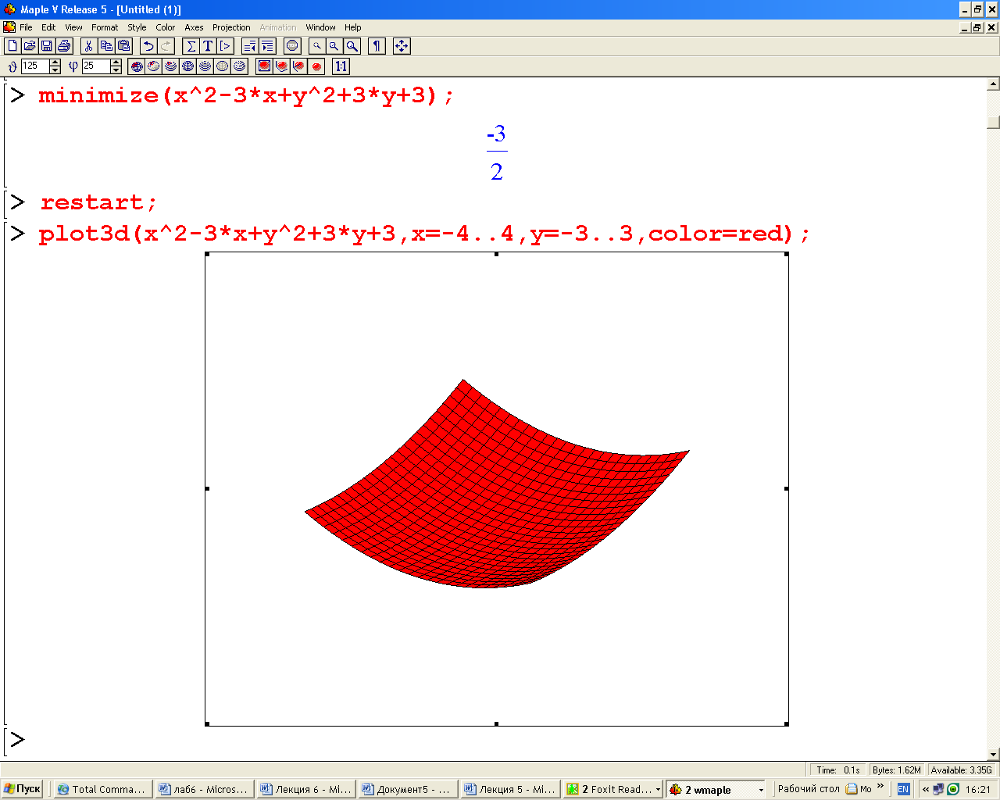 Maple V Release 5 - [Untitled (1)]
File Edit View Format Style Color Axes Projection Animation Window Help
ϑ 125 φ 25 1:1
> minimize(x^2-3*x+y^2+3*y+3);
-3
2
> restart;
> plot3d(x^2-3*x+y^2+3*y+3,x=-4..4,y=-3..3,color=red);
>
Time: 0.1s Bytes: 1.62M Available: 3.35G
Пуск Total Comma... лаб6 - Micros... Лекция 6 - Mi... Документ5 - ... Лекция 5 - Mi... 2 Foxit Read... 2 wmaple Рабочий стол Мо » EN « 16:21